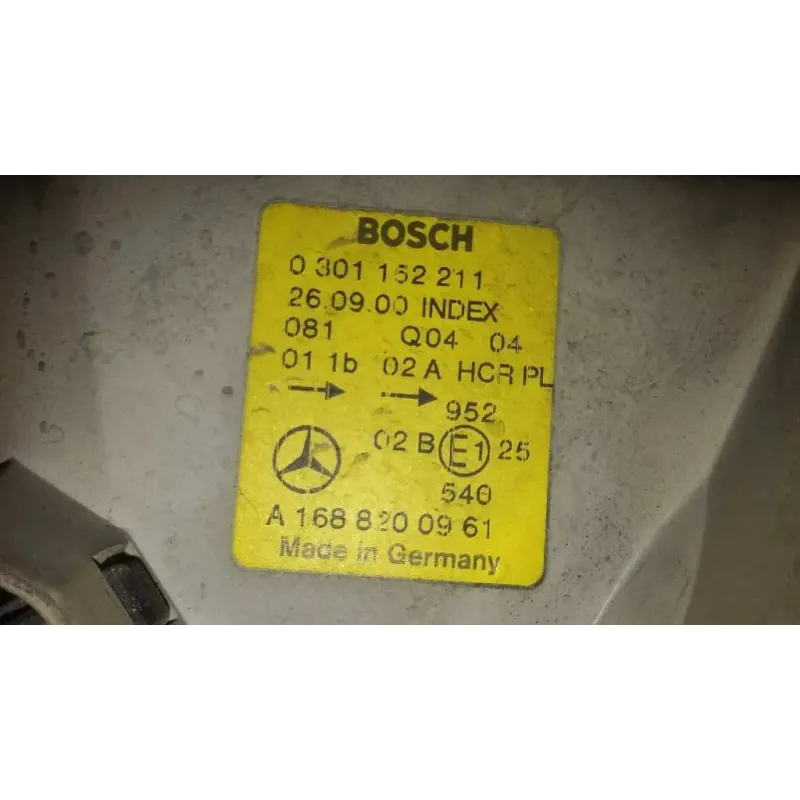 BOSCH
0 301 152 211
26.09.00 INDEX
081 Q04 04
01 1b 02 A HCR PL
952
02 B E1 25
540
A 168 820 09 61
Made in Germany